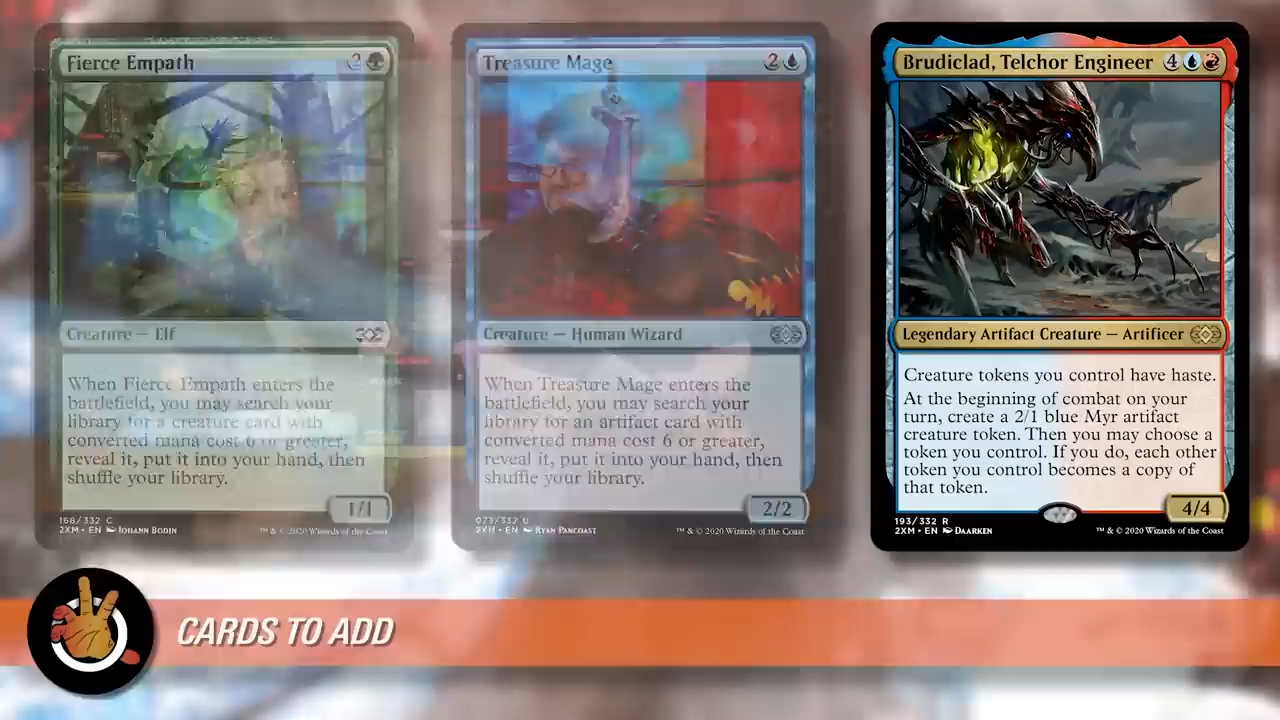 Fierce Empath 2
Creature — Elf
When Fierce Empath enters the
battlefield, you may search your
library for a creature card with
converted mana cost 6 or greater,
reveal it, put it into your hand, then
shuffle your library.
1/1
168/332 C
2XM • EN Johann Bodin ™ & © 2020 Wizards of the Coast
Treasure Mage 2
Creature — Human Wizard
When Treasure Mage enters the
battlefield, you may search your
library for an artifact card with
converted mana cost 6 or greater,
reveal it, put it into your hand, then
shuffle your library.
2/2
073/332 U
2XM • EN Ryan Pancoast ™ & © 2020 Wizards of the Coast
Brudiclad, Telchor Engineer 4
Legendary Artifact Creature — Artificer
Creature tokens you control have haste.
At the beginning of combat on your
turn, create a 2/1 blue Myr artifact
creature token. Then you may choose a
token you control. If you do, each other
token you control becomes a copy of
that token.
4/4
193/332 R
2XM • EN Daarken ™ & © 2020 Wizards of the Coast
CARDS TO ADD